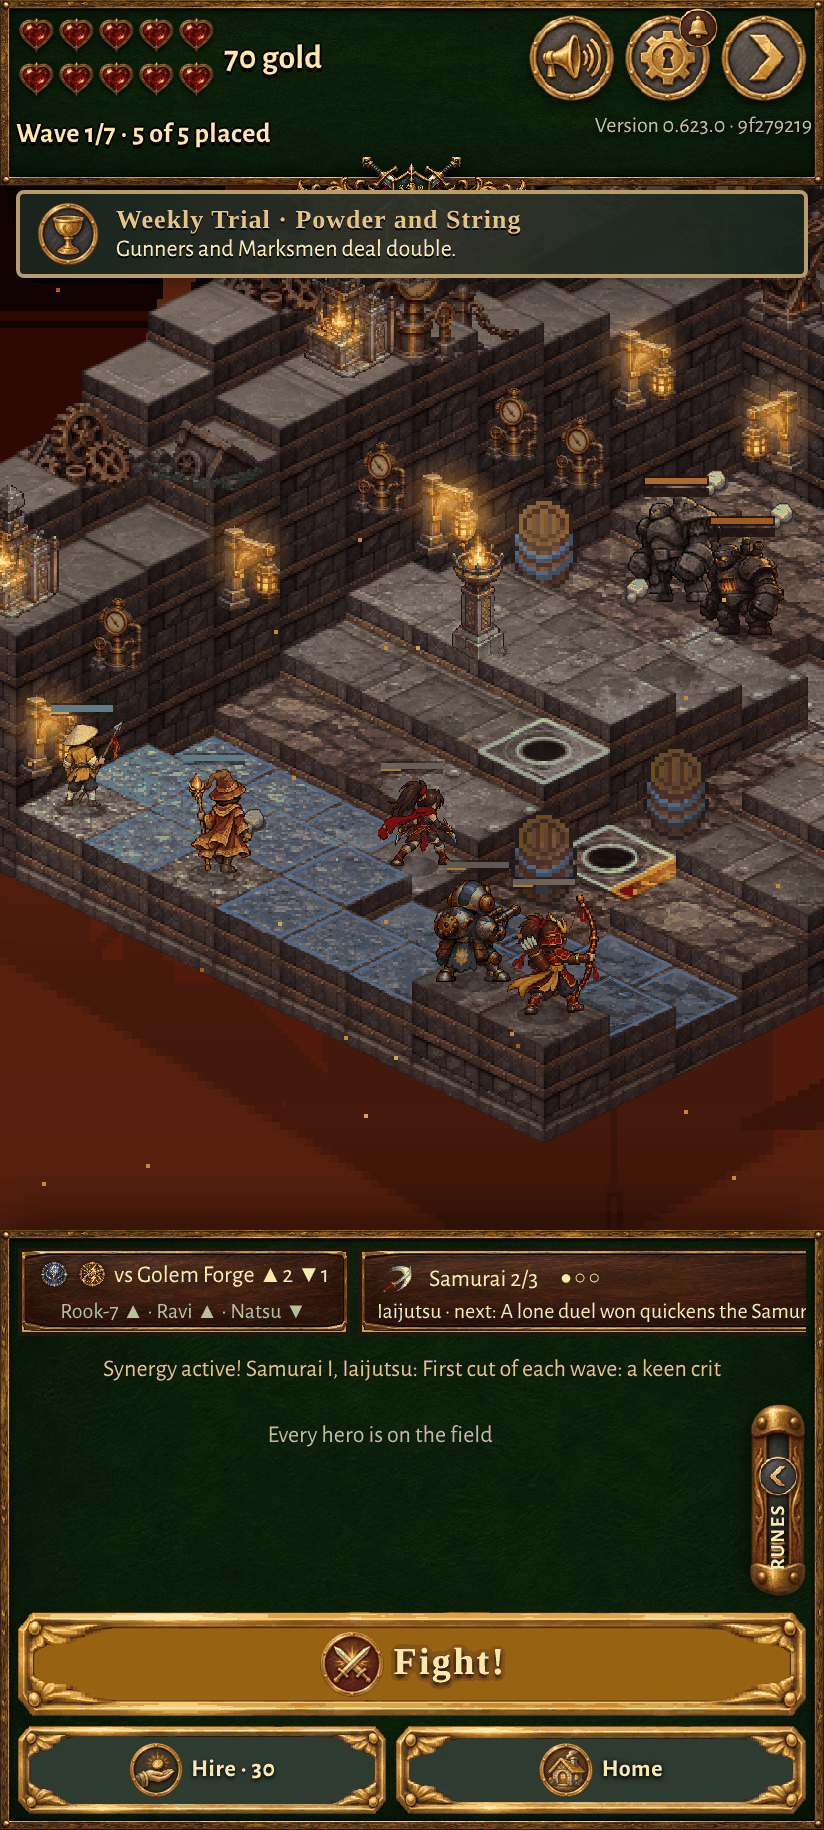 70 gold
Wave 1/7 · 5 of 5 placed
Version 0.623.0 · 9f279219
Weekly Trial · Powder and String
Gunners and Marksmen deal double.
vs Golem Forge ▲2 ▼1
Rook-7 ▲ · Ravi ▲ · Natsu ▼
Samurai 2/3 ●○○
Iaijutsu · next: A lone duel won quickens the Samur
Synergy active! Samurai I, Iaijutsu: First cut of each wave: a keen crit
Every hero is on the field
RUNES
Fight!
Hire · 30
Home